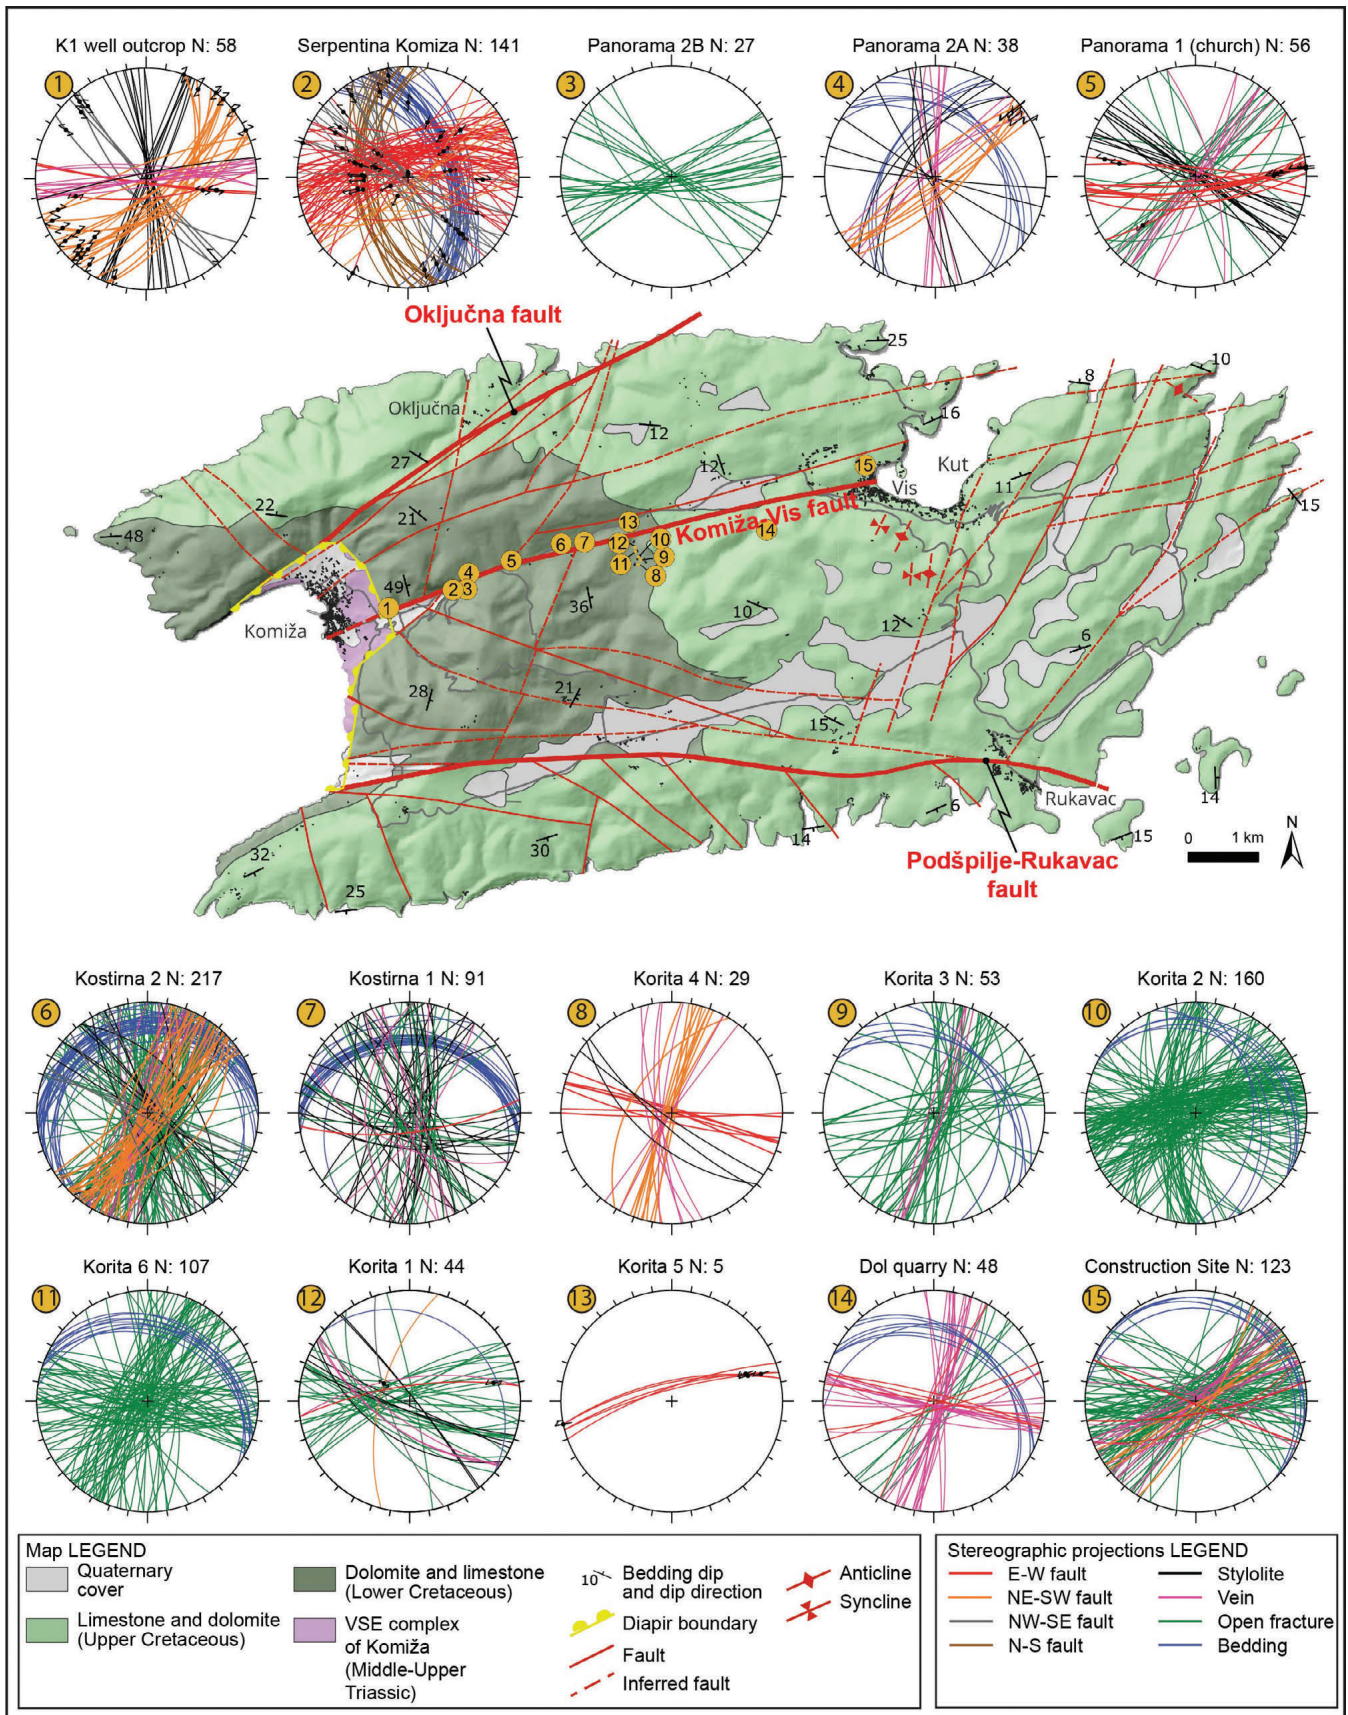 K1 well outcrop N: 58
Serpentina Komiza N: 141
Panorama 2B N: 27
Panorama 2A N: 38
Panorama 1 (church) N: 56
1
2
3
4
5
Oključna fault
25
10
8
Oključna
16
12
27
12
15
Kut
Vis
11
22
21
48
13
Komiža-Vis fault
14
6
7
12
10
5
9
11
4
8
49
2
3
36
1
10
12
Komiža
6
28
21
15
14
Rukavac
6
14
15
0
1 km
N
30
32
Podšpilje-Rukavac
fault
25
Kostirna 2 N: 217
Kostirna 1 N: 91
Korita 4 N: 29
Korita 3 N: 53
Korita 2 N: 160
6
7
8
9
10
Korita 6 N: 107
Korita 1 N: 44
Korita 5 N: 5
Dol quarry N: 48
Construction Site N: 123
11
12
13
14
15
Map LEGEND
Quaternary
cover
Limestone and dolomite
(Upper Cretaceous)
Dolomite and limestone
(Lower Cretaceous)
VSE complex
of Komiža
(Middle-Upper
Triassic)
10
Bedding dip
and dip direction
Diapir boundary
Fault
Inferred fault
Anticline
Syncline
Stereographic projections LEGEND
E-W fault
NE-SW fault
NW-SE fault
N-S fault
Stylolite
Vein
Open fracture
Bedding